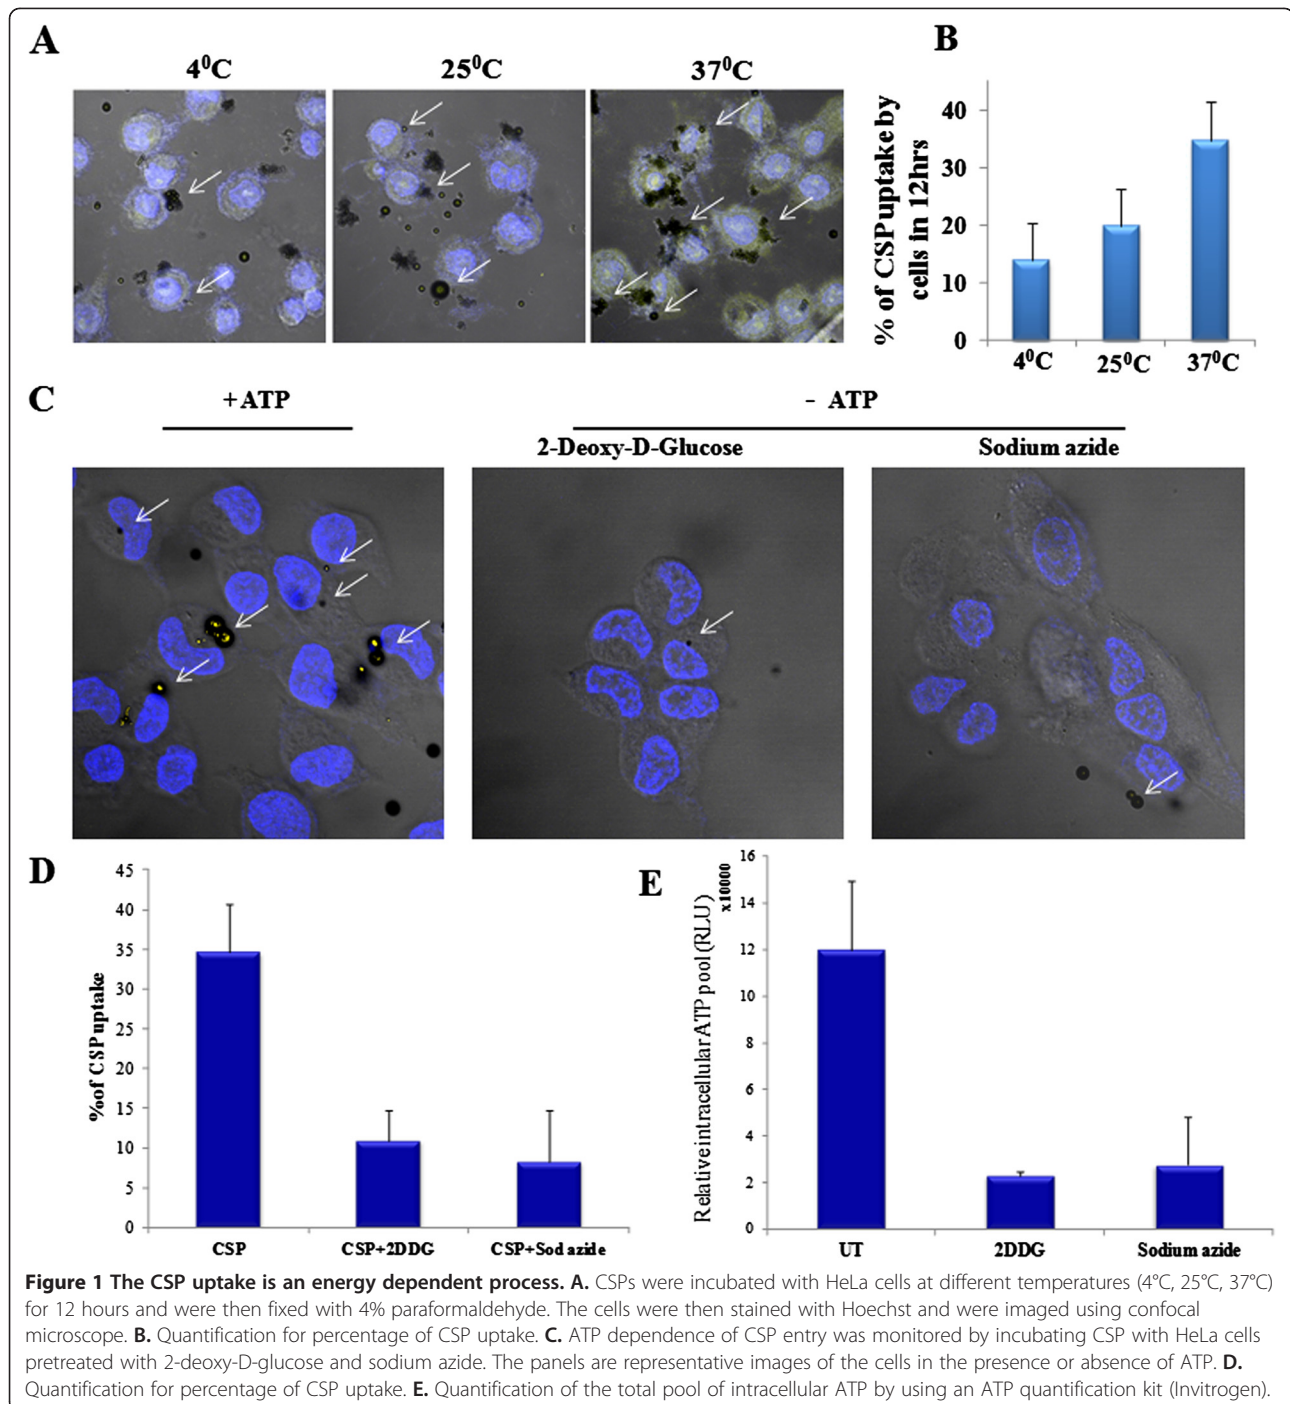 A
4⁰C 25⁰C 37⁰C
B
% of CSP uptake by
cells in 12hrs
40
30
20
10
0
4⁰C 25⁰C 37⁰C
C
+ATP - ATP
2-Deoxy-D-Glucose Sodium azide
D
%of CSP uptake
45
40
35
30
25
20
15
10
5
0
CSP CSP+2DDG CSP+Sod azide
E
Relative intracellular ATP pool (RLU)
x10000
16
14
12
10
8
6
4
2
0
UT 2DDG Sodium azide
Figure 1 The CSP uptake is an energy dependent process. A. CSPs were incubated with HeLa cells at different temperatures (4°C, 25°C, 37°C)
for 12 hours and were then fixed with 4% paraformaldehyde. The cells were then stained with Hoechst and were imaged using confocal
microscope. B. Quantification for percentage of CSP uptake. C. ATP dependence of CSP entry was monitored by incubating CSP with HeLa cells
pretreated with 2-deoxy-D-glucose and sodium azide. The panels are representative images of the cells in the presence or absence of ATP. D.
Quantification for percentage of CSP uptake. E. Quantification of the total pool of intracellular ATP by using an ATP quantification kit (Invitrogen).